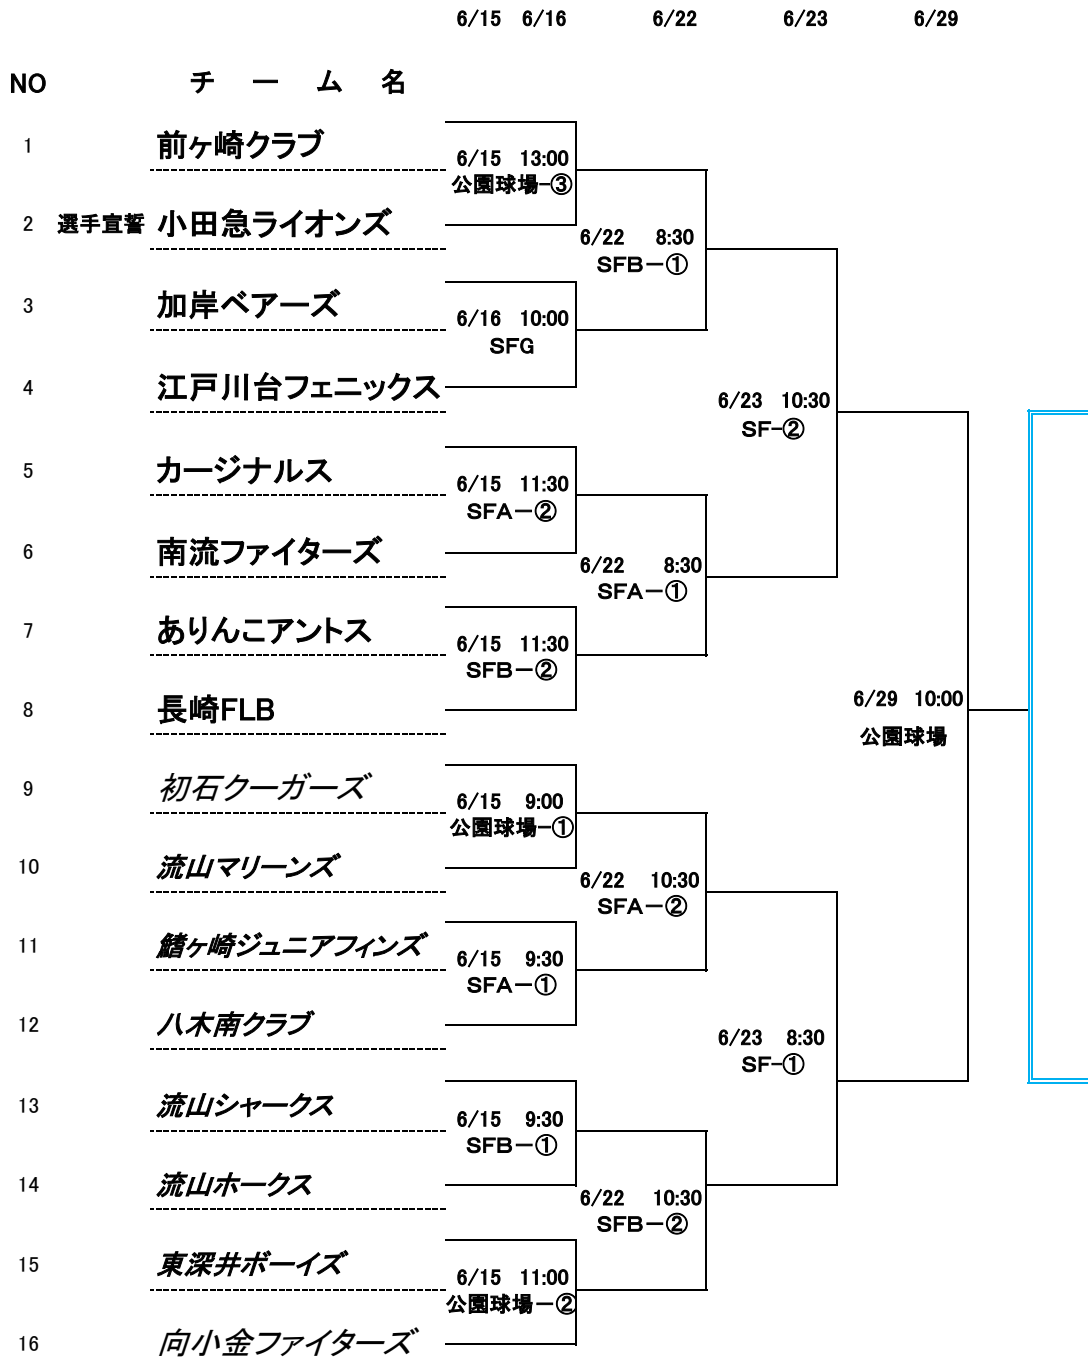 6/15 6/16 6/22 6/23 6/29
NO チーム名
1 前ヶ崎クラブ
6/15 13:00
公園球場-③
2 選手宣誓 小田急ライオンズ
6/22 8:30
SFB－①
3 加岸ベアーズ
6/16 10:00
SFG
4 江戸川台フェニックス
6/23 10:30
SF-②
5 カージナルス
6/15 11:30
SFA－②
6 南流ファイターズ
6/22 8:30
SFA－①
7 ありんこアントス
6/15 11:30
SFB－②
8 長崎FLB
6/29 10:00
公園球場
9 初石クーガーズ
6/15 9:00
公園球場-①
10 流山マリーンズ
6/22 10:30
SFA－②
11 鰭ヶ崎ジュニアフィンズ
6/15 9:30
SFA－①
12 八木南クラブ
6/23 8:30
SF-①
13 流山シャークス
6/15 9:30
SFB－①
14 流山ホークス
6/22 10:30
SFB－②
15 東深井ボーイズ
6/15 11:00
公園球場－②
16 向小金ファイターズ